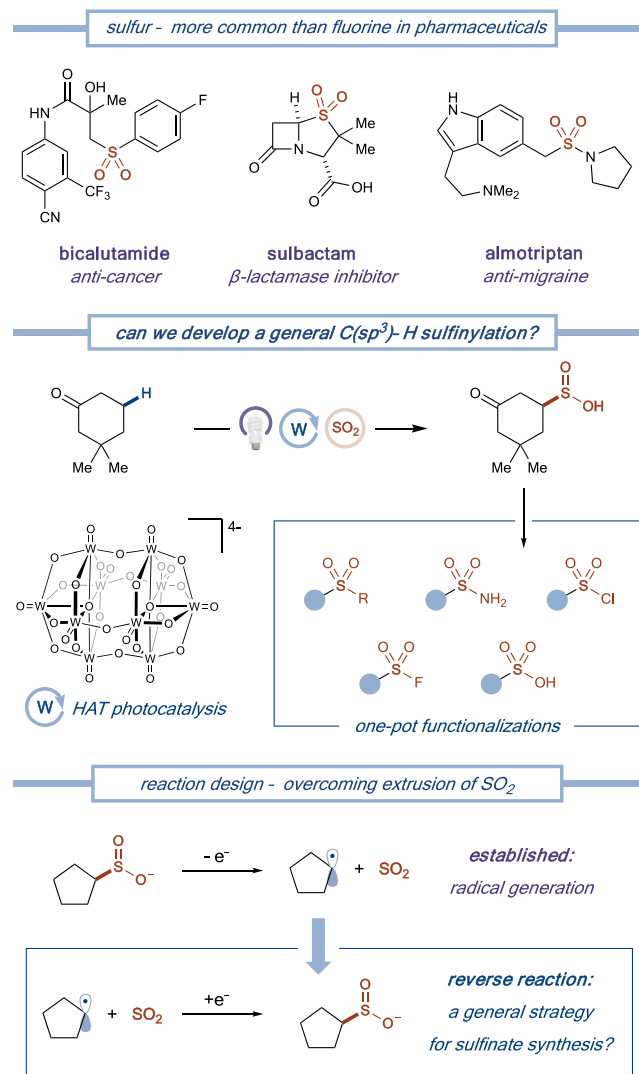 sulfur - more common than fluorine in pharmaceuticals
O
OH
Me
HN
S
O
O
F
CF3
CN
H
O
O
S
Me
Me
N
O
O
OH
HN
O
O
S
N
NMe2
bicalutamide
anti-cancer
sulbactam
β-lactamase inhibitor
almotriptan
anti-migraine
can we develop a general C(sp³)-H sulfinylation?
O
H
Me Me
W
SO2
O
S
OH
O
Me Me
4-
O
W
O
O
W
O
O=W
W=O
HAT photocatalysis
W
O O
S
R
O O
S
NH2
O O
S
Cl
O O
S
F
O O
S
OH
one-pot functionalizations
reaction design - overcoming extrusion of SO2
O
S
O−
- e−
+ SO2
established:
radical generation
+ SO2
+e−
O
S
O−
reverse reaction:
a general strategy
for sulfinate synthesis?